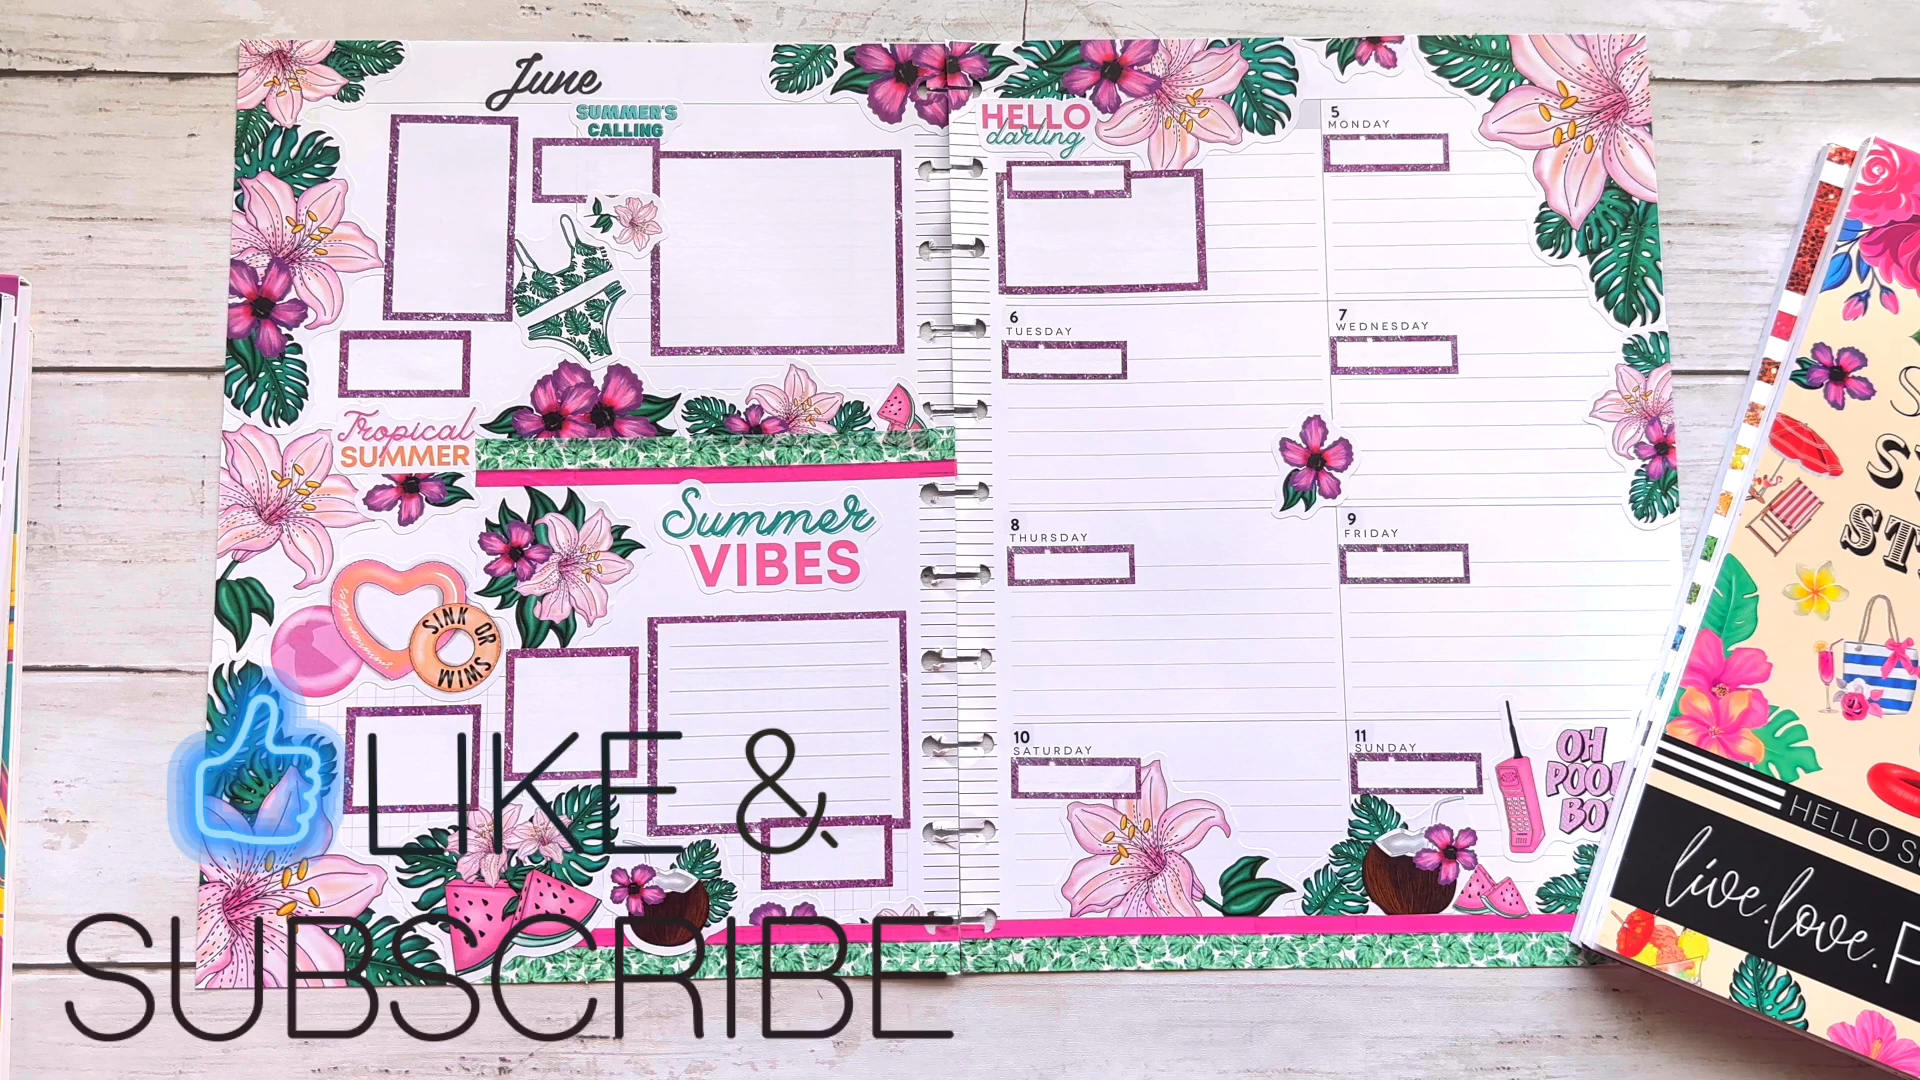 June
SUMMER'S
CALLING
Tropical
SUMMER
Summer
VIBES
SINK OR
SWIM
HELLO
darling
5
MONDAY
6
TUESDAY
7
WEDNESDAY
8
THURSDAY
9
FRIDAY
10
SATURDAY
11
SUNDAY
OH
POOL
BO
HELLO
live.love.
LIKE &
SUBSCRIBE